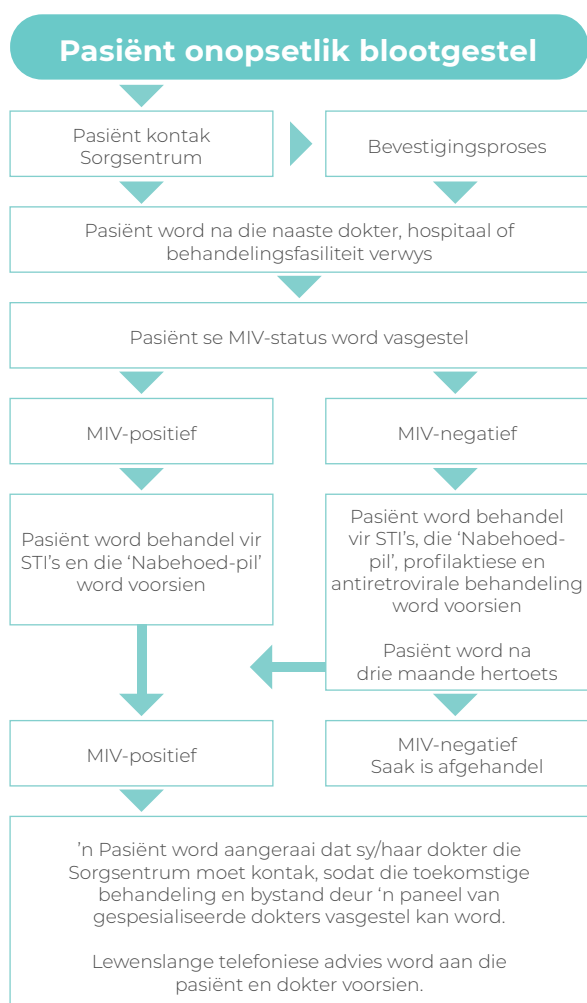 Pasiënt onopsetlik blootgestel
Pasiënt kontak
Sorgsentrum
Bevestigingsproses
Pasiënt word na die naaste dokter, hospitaal of
behandelingsfasiliteit verwys
Pasiënt se MIV-status word vasgestel
MIV-positief
MIV-negatief
Pasiënt word behandel vir
STI's en die 'Nabehoed-pil'
word voorsien
Pasiënt word behandel
vir STI's, die 'Nabehoed-
pil', profilaktiese en
antiretrovirale behandeling
word voorsien
Pasiënt word na
drie maande hertoets
MIV-positief
MIV-negatief
Saak is afgehandel
'n Pasiënt word aangeraai dat sy/haar dokter die
Sorgsentrum moet kontak, sodat die toekomstige
behandeling en bystand deur 'n paneel van
gespesialiseerde dokters vasgestel kan word.
Lewenslange telefoniese advies word aan die
pasiënt en dokter voorsien.